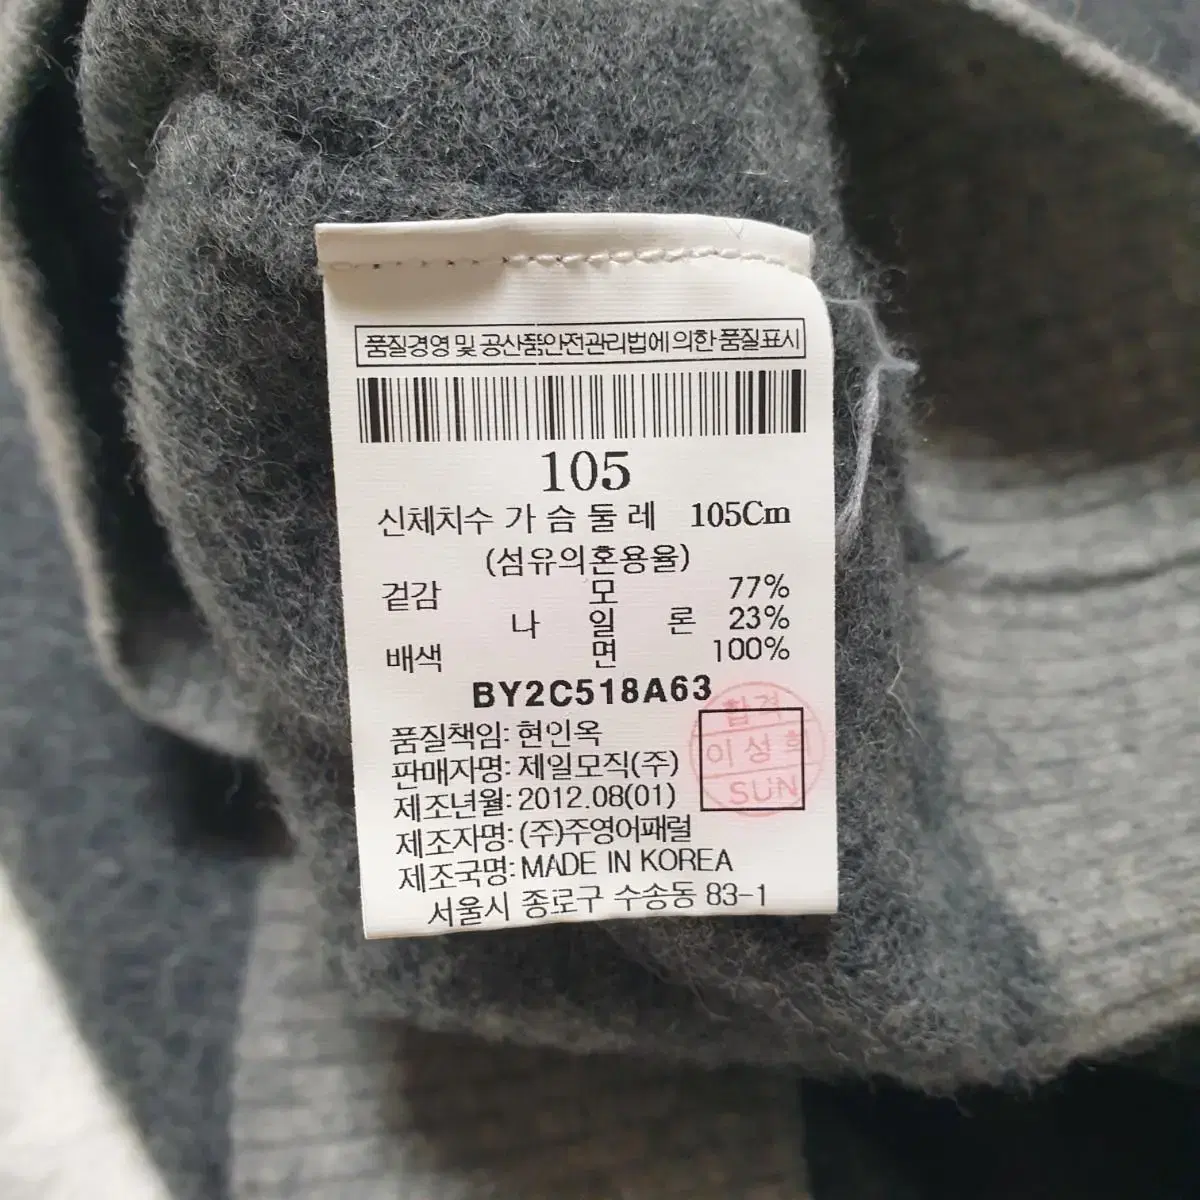 품질경영 및 공산품안전관리법에 의한 품질표시
105
신체치수 가슴둘레 105Cm
(섬유의혼용율)
겉감 모 77%
나 일 론 23%
배색 면 100%
BY2C518A63
합격
이성희
SUN
품질책임: 현인옥
판매자명: 제일모직(주)
제조년월: 2012.08(01)
제조자명: (주)주영어패럴
제조국명: MADE IN KOREA
서울시 종로구 수송동 83-1